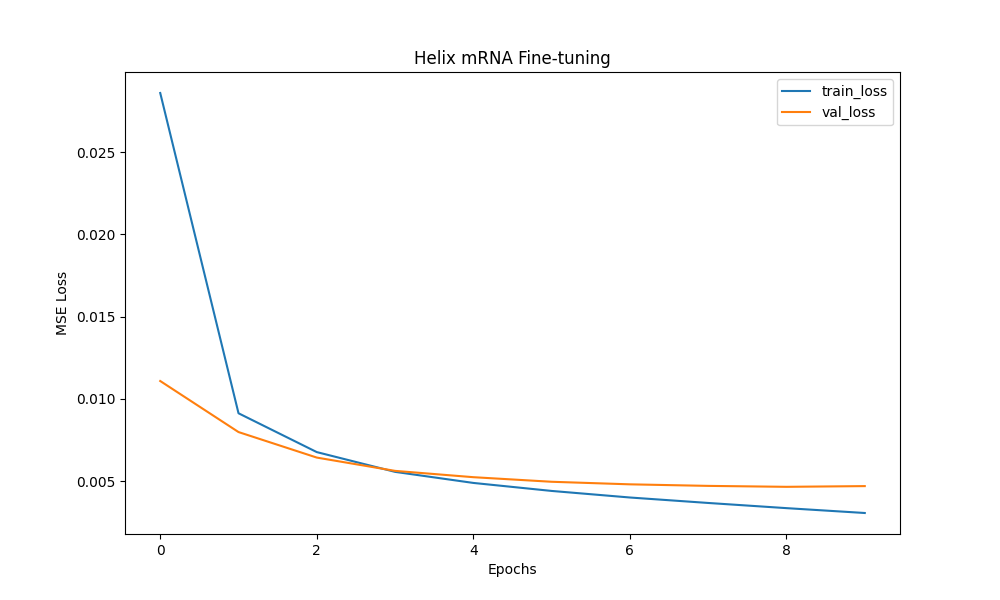 Helix mRNA Fine-tuning
train_loss
val_loss
0.025
0.020
0.015
0.010
0.005
MSE Loss
0 2 4 6 8
Epochs